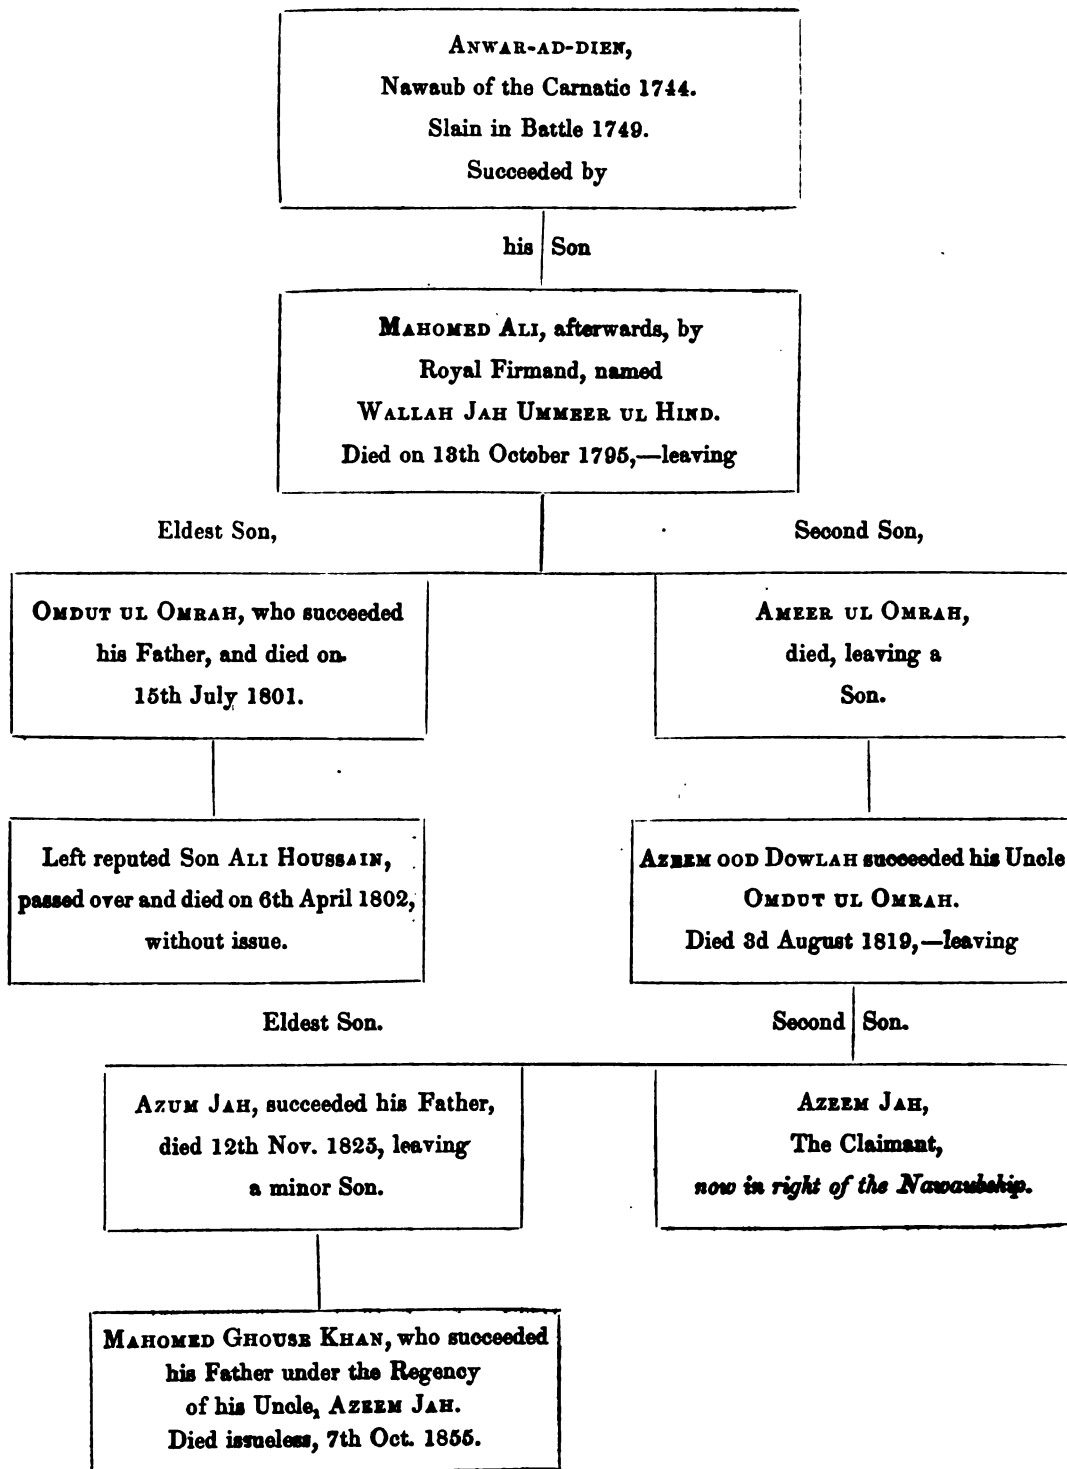 ANWAR-AD-DIEN,
Nawaub of the Carnatic 1744.
Slain in Battle 1749.
Succeeded by
his Son
MAHOMED ALI, afterwards, by
Royal Firmand, named
WALLAH JAH UMMEER UL HIND.
Died on 13th October 1795,—leaving
Eldest Son,
Second Son,
OMDUT UL OMRAH, who succeeded
his Father, and died on
15th July 1801.
AMEER UL OMRAH,
died, leaving a
Son.
Left reputed Son ALI HOUSSAIN,
passed over and died on 6th April 1802,
without issue.
AZEEM OOD DOWLAH succeeded his Uncle
OMDUT UL OMRAH.
Died 3d August 1819,—leaving
Eldest Son.
Second Son.
AZUM JAH, succeeded his Father,
died 12th Nov. 1825, leaving
a minor Son.
AZEEM JAH,
The Claimant,
now in right of the Nawaubship.
MAHOMED GHOUSE KHAN, who succeeded
his Father under the Regency
of his Uncle, AZEEM JAH.
Died issueless, 7th Oct. 1855.